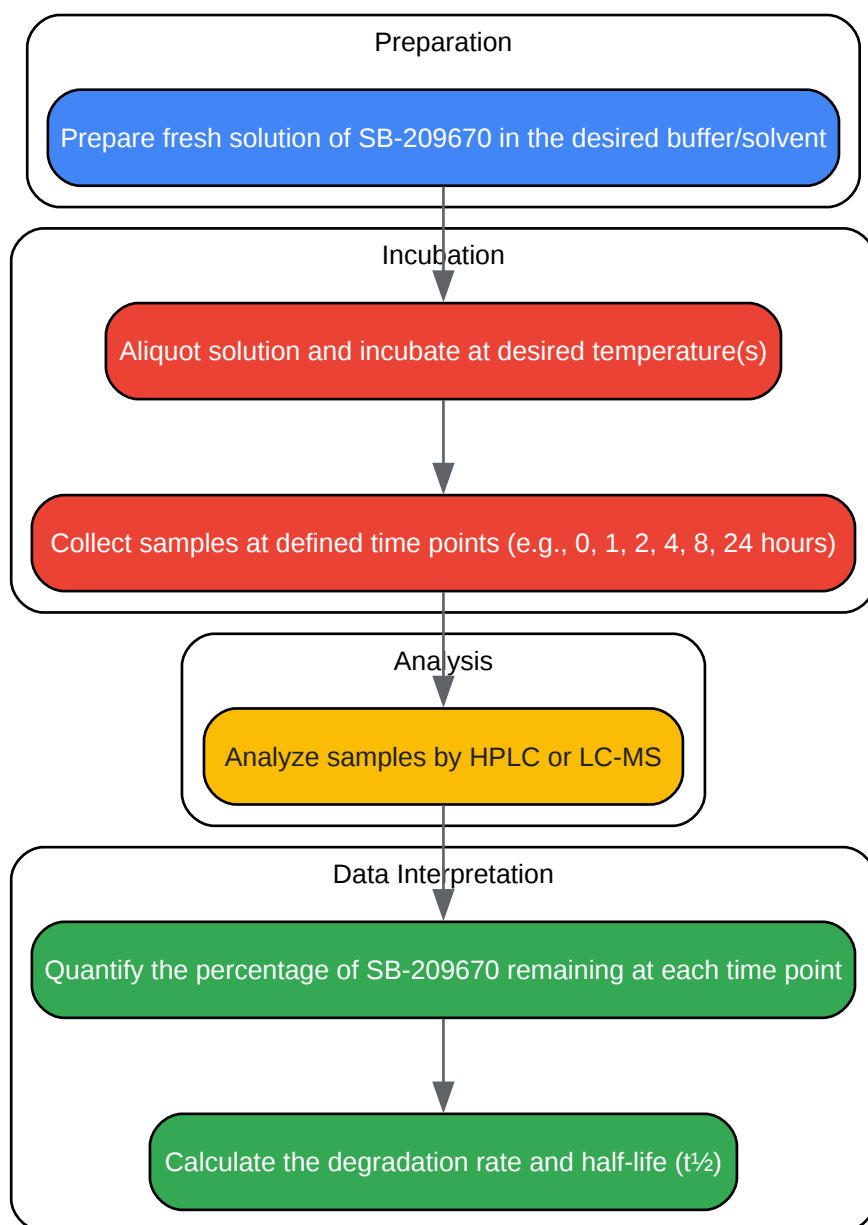 Preparation
Prepare fresh solution of SB-209670 in the desired buffer/solvent
Incubation
Aliquot solution and incubate at desired temperature(s)
Collect samples at defined time points (e.g., 0, 1, 2, 4, 8, 24 hours)
Analysis
Analyze samples by HPLC or LC-MS
Data Interpretation
Quantify the percentage of SB-209670 remaining at each time point
Calculate the degradation rate and half-life (t½)